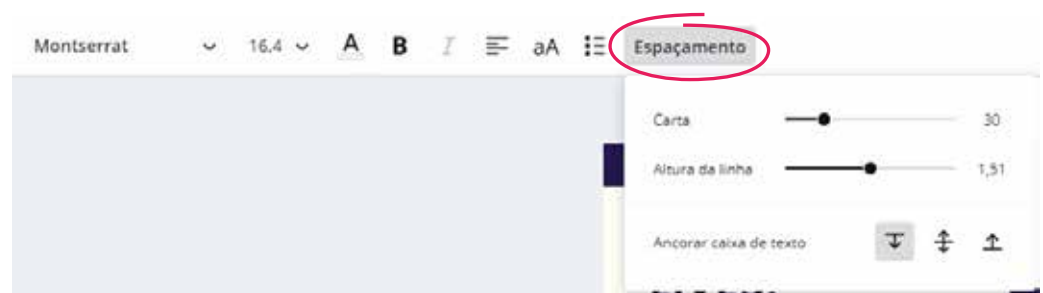 Montserrat 16.4 A B I aA Espaçamento
Carta 30
Altura da linha 1,51
Ancorar caixa de texto